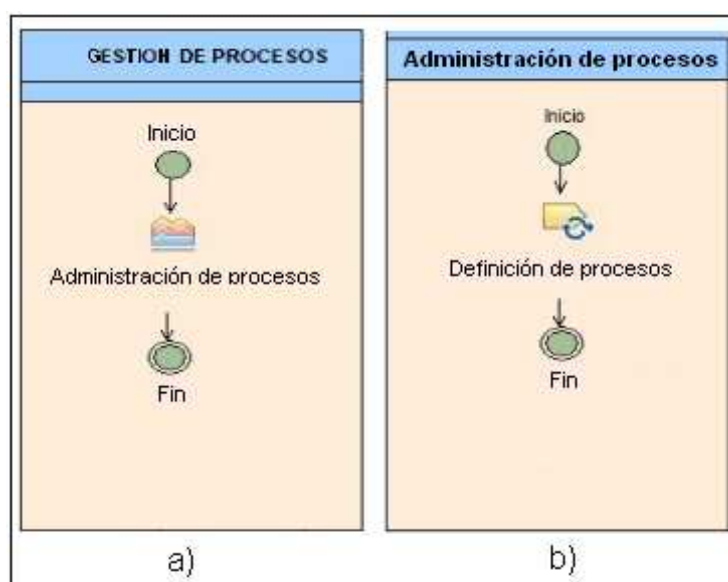 GESTION DE PROCESOS
Inicio
Administración de procesos
Fin
a)
Administración de procesos
Inicio
Definición de procesos
Fin
b)